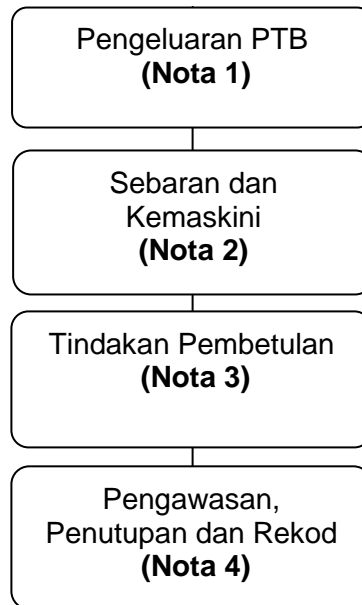 Pengeluaran PTB
(Nota 1)
Sebaran dan
Kemaskini
(Nota 2)
Tindakan Pembetulan
(Nota 3)
Pengawasan,
Penutupan dan Rekod
(Nota 4)